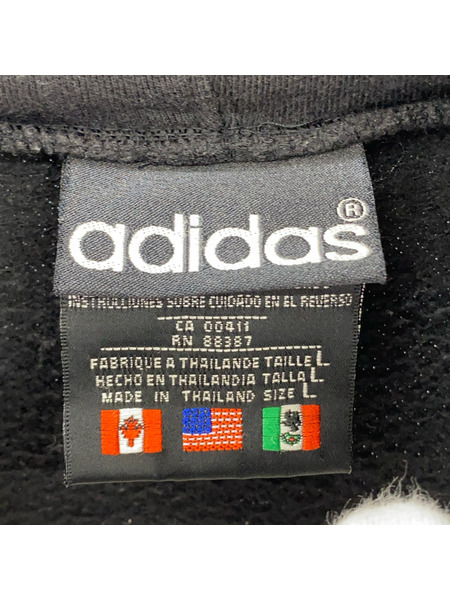 adidas®
INSTRUCCIONES SOBRE CUIDADO EN EL REVERSO
CA 00411
RN 88387
FABRIQUE A THAILANDE TAILLE L
HECHO EN THAILANDIA TALLA L
MADE IN THAILAND SIZE L